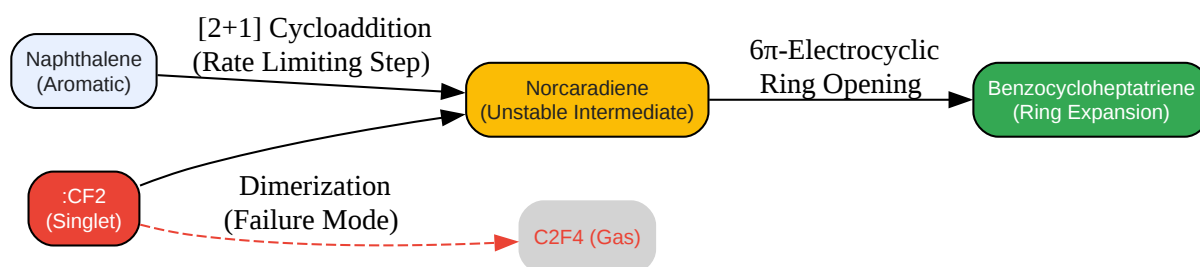 Naphthalene
(Aromatic)
[2+1] Cycloaddition
(Rate Limiting Step)
Norcaradiene
(Unstable Intermediate)
6π-Electrocyclic
Ring Opening
Benzocycloheptatriene
(Ring Expansion)
:CF2
(Singlet)
Dimerization
(Failure Mode)
C2F4 (Gas)